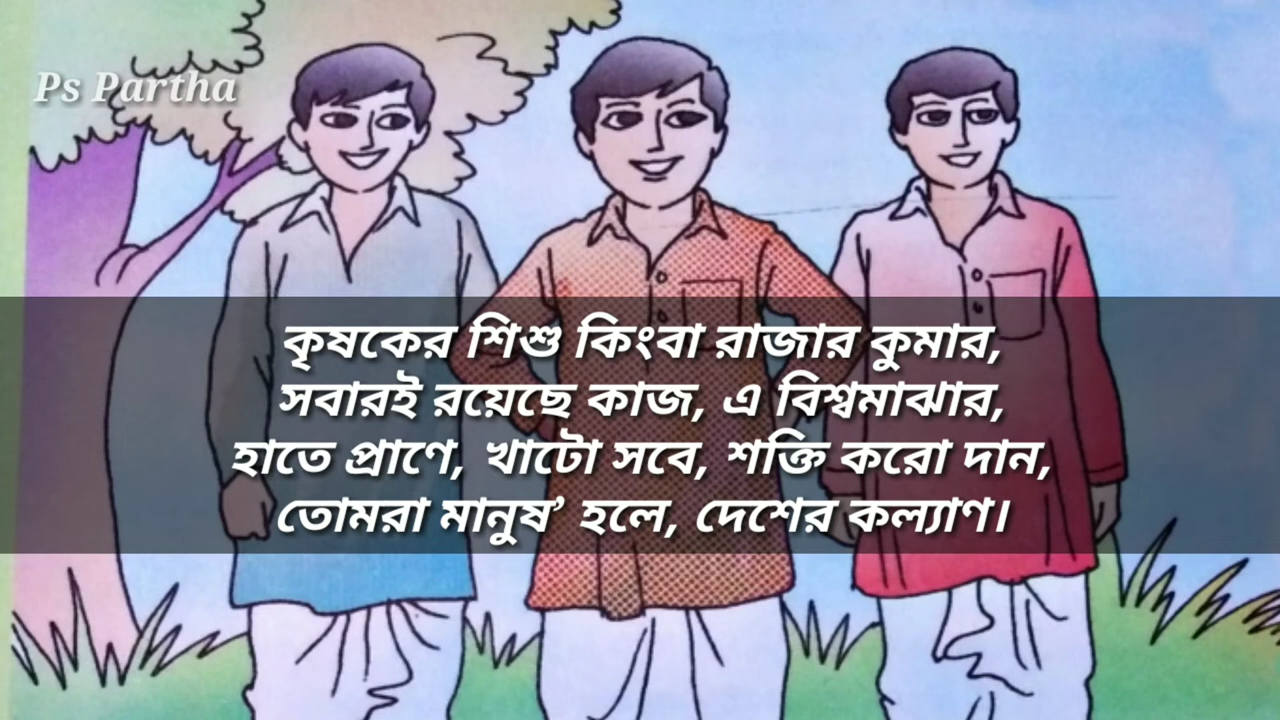 Ps Partha
কৃষকের শিশু কিংবা রাজার কুমার,
সবারই রয়েছে কাজ, এ বিশ্বমাঝার,
হাতে প্রাণে, খাটো সবে, শক্তি করো দান,
তোমরা মানুষ’ হলে, দেশের কল্যাণ।